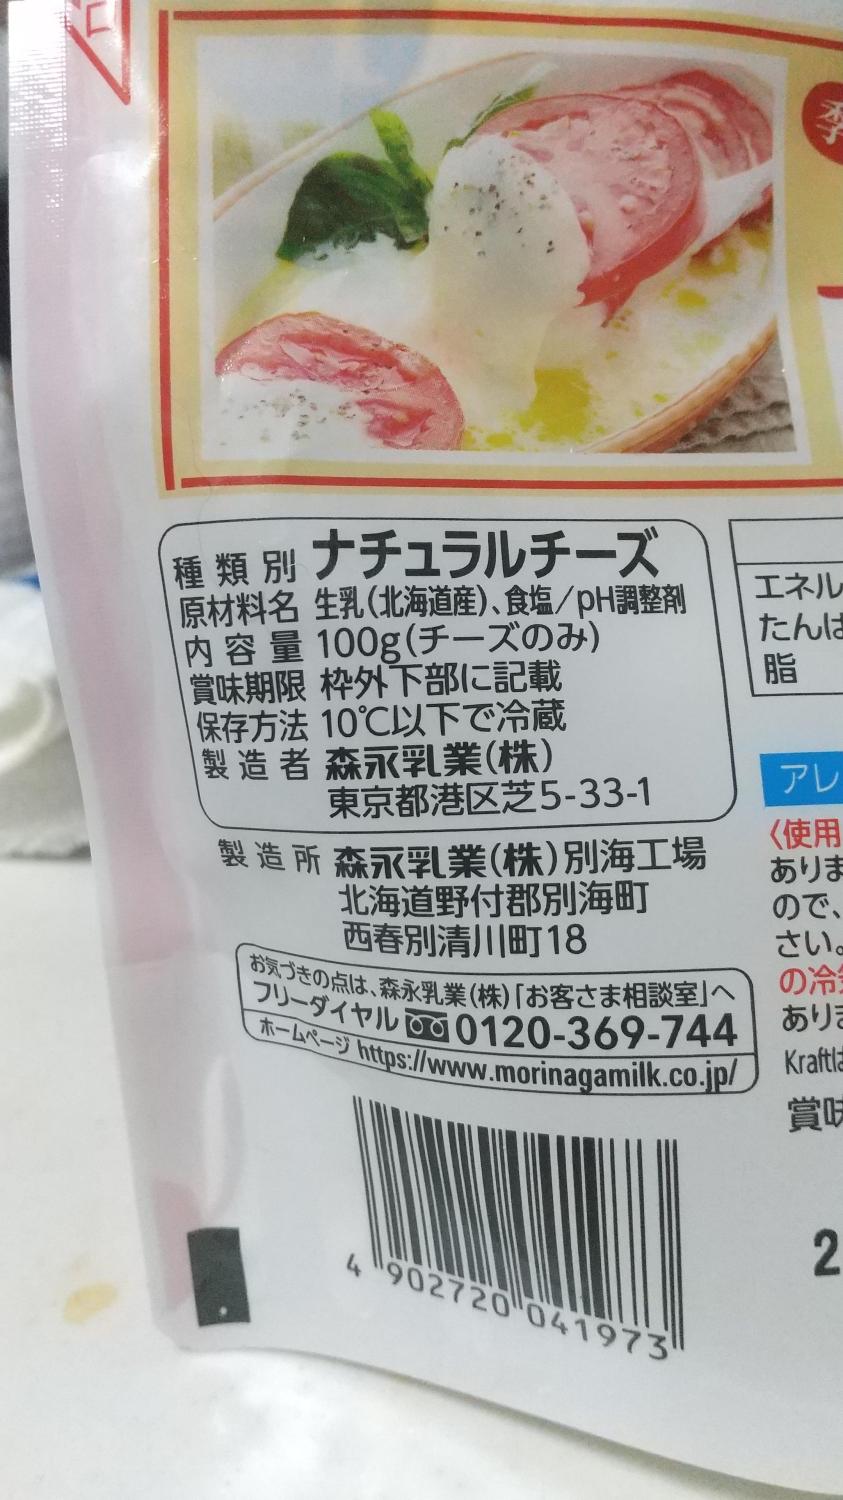 種類別 ナチュラルチーズ
原材料名 生乳(北海道産)、食塩/pH調整剤
内容量 100g(チーズのみ)
賞味期限 枠外下部に記載
保存方法 10℃以下で冷蔵
製造者 森永乳業(株)
東京都港区芝5-33-1
製造所 森永乳業(株)別海工場
北海道野付郡別海町
西春別清川町18
お気づきの点は、森永乳業(株)「お客さま相談室」へ
フリーダイヤル 0120-369-744
ホームページ https://www.morinagamilk.co.jp/
4 902720 041973
エネル
たんぱ
脂
アレ
〈使用
ありま
ので、
さい。
の冷気
ありま
Kraftは
賞味
2